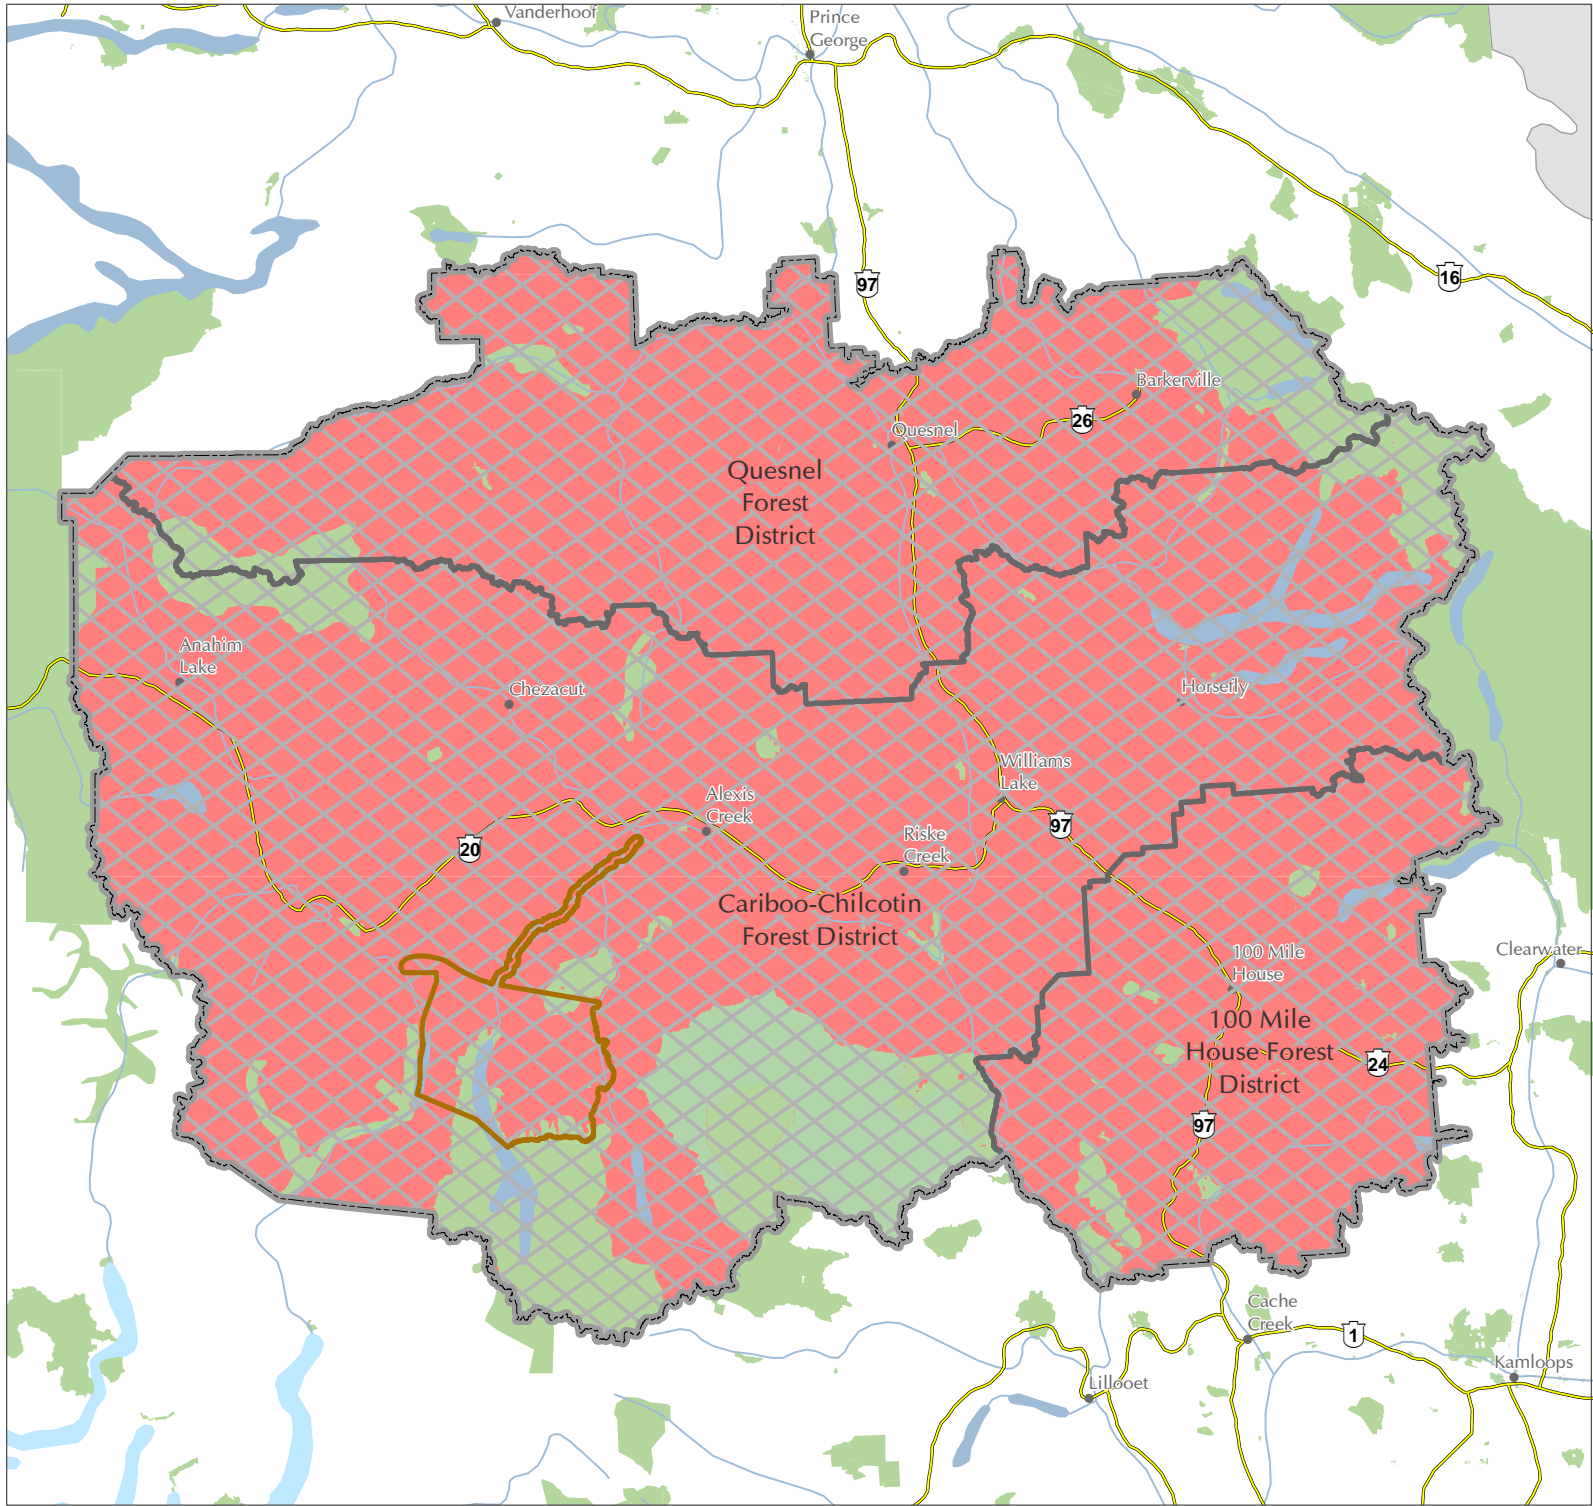 Vanderhoof
Prince
George
97
16
Barkerville
26
Quesnel
Quesnel
Forest
District
Anahim
Lake
Chezacut
Horsefly
Williams
Lake
Alexis
Creek
97
Riske
Creek
20
Cariboo-Chilcotin
Forest District
100 Mile
House
Clearwater
100 Mile
House Forest
District
24
97
Cache
Creek
1
Kamloops
Lillooet